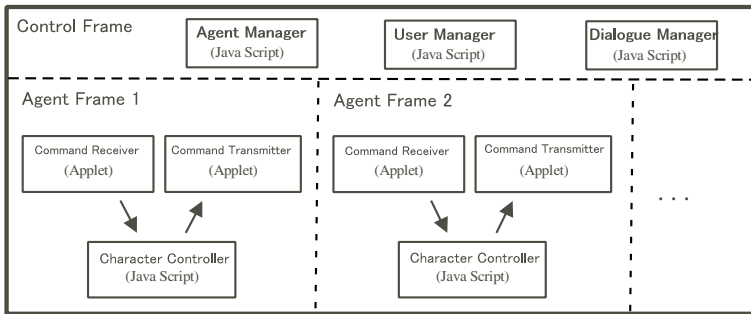 Control Frame
Agent Manager
(Java Script)
User Manager
(Java Script)
Dialogue Manager
(Java Script)
Agent Frame 1
Command Receiver
(Applet)
Command Transmitter
(Applet)
Character Controller
(Java Script)
Agent Frame 2
Command Receiver
(Applet)
Command Transmitter
(Applet)
Character Controller
(Java Script)
...